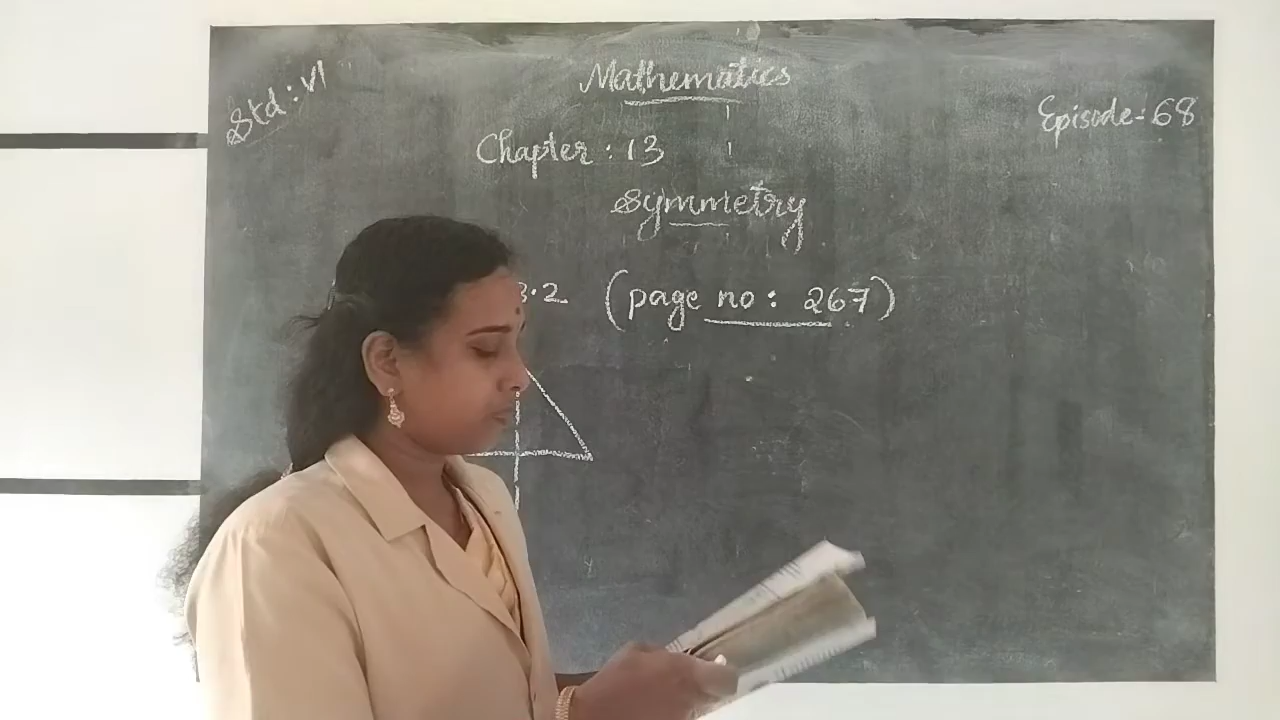 Std: VI
Mathematics
Episode-68
Chapter: 13
Symmetry
3.2 (page no: 267)